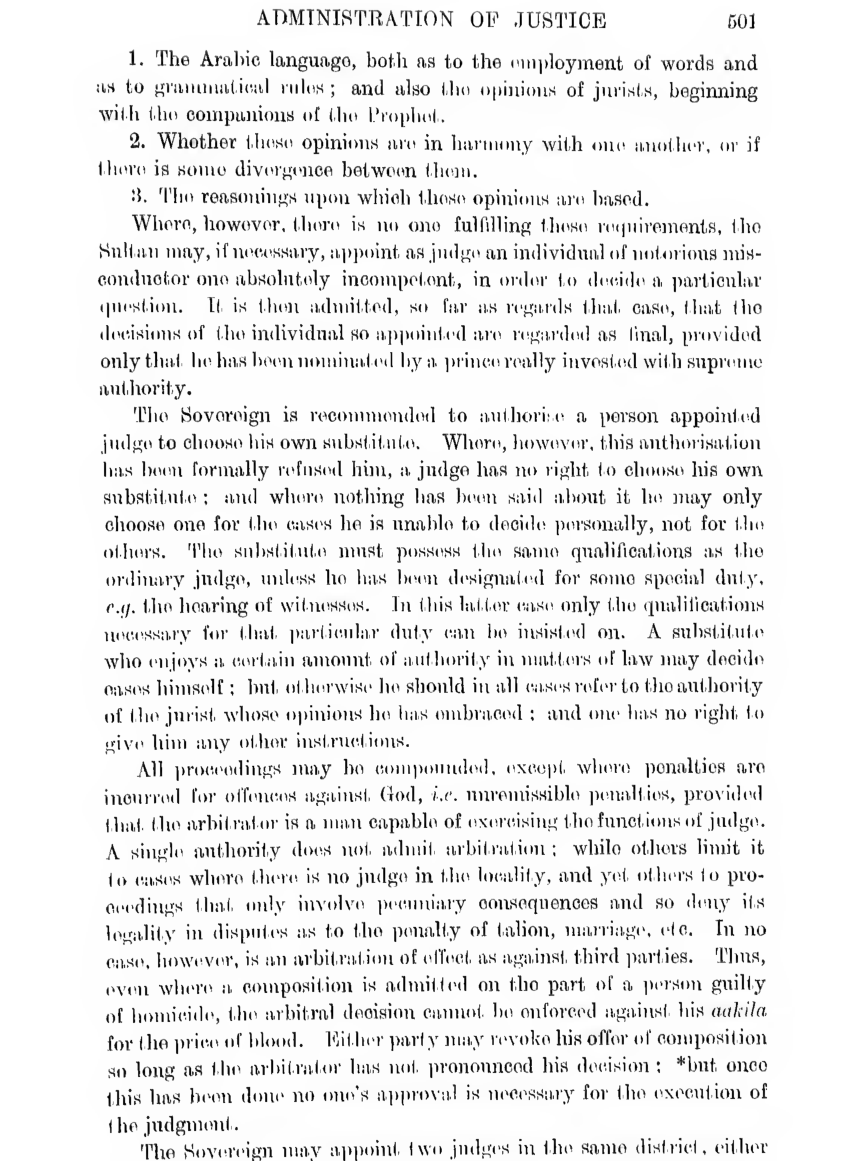 ADMINISTRATION OF JUSTICE 501
1. The Arabic language, both as to the employment of words and
as to grammatical rules ; and also the opinions of jurists, beginning
with the companions of the Prophet.
2. Whether these opinions are in harmony with one another, or if
there is some divergence between them.
3. The reasonings upon which these opinions are based.
Where, however, there is no one fulfilling these requirements, the
Sultan may, if necessary, appoint as judge an individual of notorious mis-
conduct or one absolutely incompetent, in order to decide a particular
question. It is then admitted, so far as regards that case, that the
decisions of the individual so appointed are regarded as final, provided
only that he has been nominated by a prince really invested with supreme
authority.
The Sovereign is recommended to authorise a person appointed
judge to choose his own substitute. Where, however, this authorisation
has been formally refused him, a judge has no right to choose his own
substitute ; and where nothing has been said about it he may only
choose one for the cases he is unable to decide personally, not for the
others. The substitute must possess the same qualifications as the
ordinary judge, unless he has been designated for some special duty,
e.g. the hearing of witnesses. In this latter case only the qualifications
necessary for that particular duty can be insisted on. A substitute
who enjoys a certain amount of authority in matters of law may decide
cases himself ; but otherwise he should in all cases refer to the authority
of the jurist whose opinions he has embraced ; and one has no right to
give him any other instructions.
All proceedings may be compounded, except where penalties are
incurred for offences against God, i.e. unremissible penalties, provided
that the arbitrator is a man capable of exercising the functions of judge.
A single authority does not admit arbitration ; while others limit it
to cases where there is no judge in the locality, and yet others to pro-
ceedings that only involve pecuniary consequences and so deny its
legality in disputes as to the penalty of talion, marriage, etc. In no
case, however, is an arbitration of effect as against third parties. Thus,
even where a composition is admitted on the part of a person guilty
of homicide, the arbitral decision cannot be enforced against his aakila
for the price of blood. Either party may revoke his offer of composition
so long as the arbitrator has not pronounced his decision ; *but once
this has been done no one's approval is necessary for the execution of
the judgment.
The Sovereign may appoint two judges in the same district, either